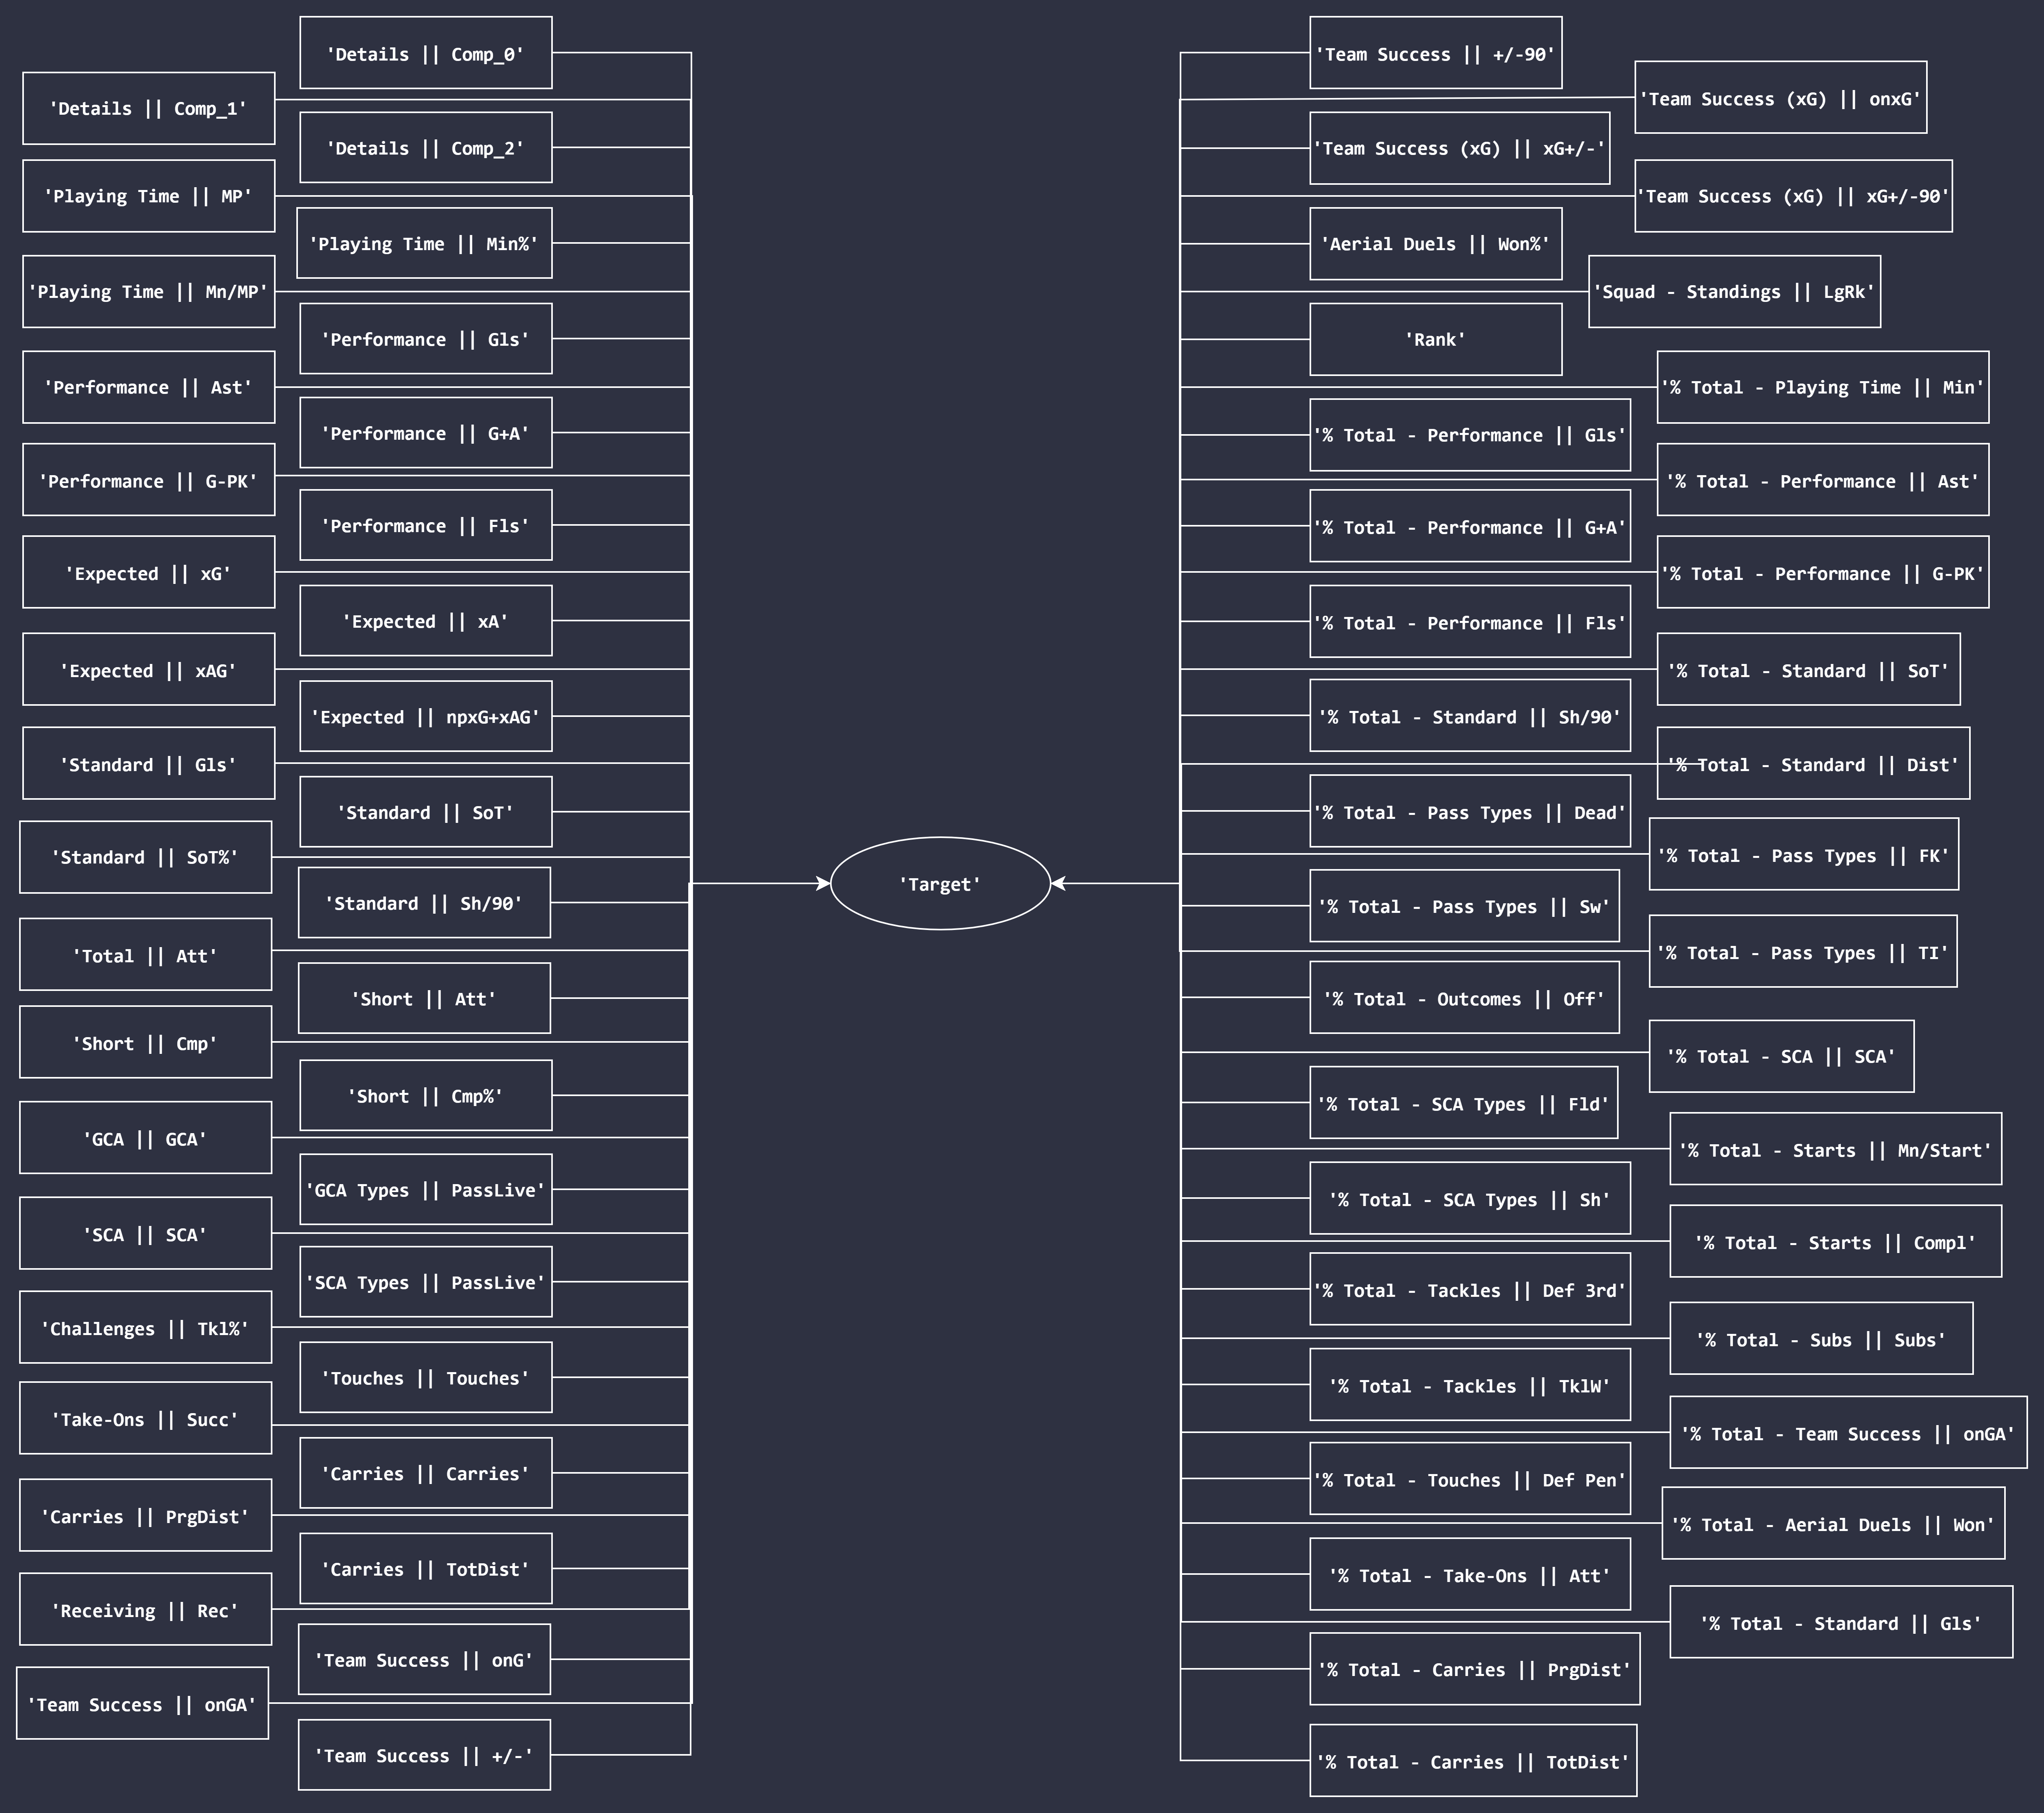 'Details || Comp_0'
'Details || Comp_1'
'Details || Comp_2'
'Playing Time || MP'
'Playing Time || Min%'
'Playing Time || Mn/MP'
'Performance || Gls'
'Performance || Ast'
'Performance || G+A'
'Performance || G-PK'
'Performance || Fls'
'Expected || xG'
'Expected || xA'
'Expected || xAG'
'Expected || npxG+xAG'
'Standard || Gls'
'Standard || SoT'
'Standard || SoT%'
'Standard || Sh/90'
'Total || Att'
'Short || Att'
'Short || Cmp'
'Short || Cmp%'
'GCA || GCA'
'GCA Types || PassLive'
'SCA || SCA'
'SCA Types || PassLive'
'Challenges || Tkl%'
'Touches || Touches'
'Take-Ons || Succ'
'Carries || Carries'
'Carries || PrgDist'
'Carries || TotDist'
'Receiving || Rec'
'Team Success || onG'
'Team Success || onGA'
'Team Success || +/-'
'Target'
'Team Success || +/-90'
'Team Success (xG) || onxG'
'Team Success (xG) || xG+/-'
'Team Success (xG) || xG+/-90'
'Aerial Duels || Won%'
'Squad - Standings || LgRk'
'Rank'
'% Total - Playing Time || Min'
'% Total - Performance || Gls'
'% Total - Performance || Ast'
'% Total - Performance || G+A'
'% Total - Performance || G-PK'
'% Total - Performance || Fls'
'% Total - Standard || SoT'
'% Total - Standard || Sh/90'
'% Total - Standard || Dist'
'% Total - Pass Types || Dead'
'% Total - Pass Types || FK'
'% Total - Pass Types || Sw'
'% Total - Pass Types || TI'
'% Total - Outcomes || Off'
'% Total - SCA || SCA'
'% Total - SCA Types || Fld'
'% Total - Starts || Mn/Start'
'% Total - SCA Types || Sh'
'% Total - Starts || Compl'
'% Total - Tackles || Def 3rd'
'% Total - Subs || Subs'
'% Total - Tackles || TklW'
'% Total - Team Success || onGA'
'% Total - Touches || Def Pen'
'% Total - Aerial Duels || Won'
'% Total - Take-Ons || Att'
'% Total - Standard || Gls'
'% Total - Carries || PrgDist'
'% Total - Carries || TotDist'